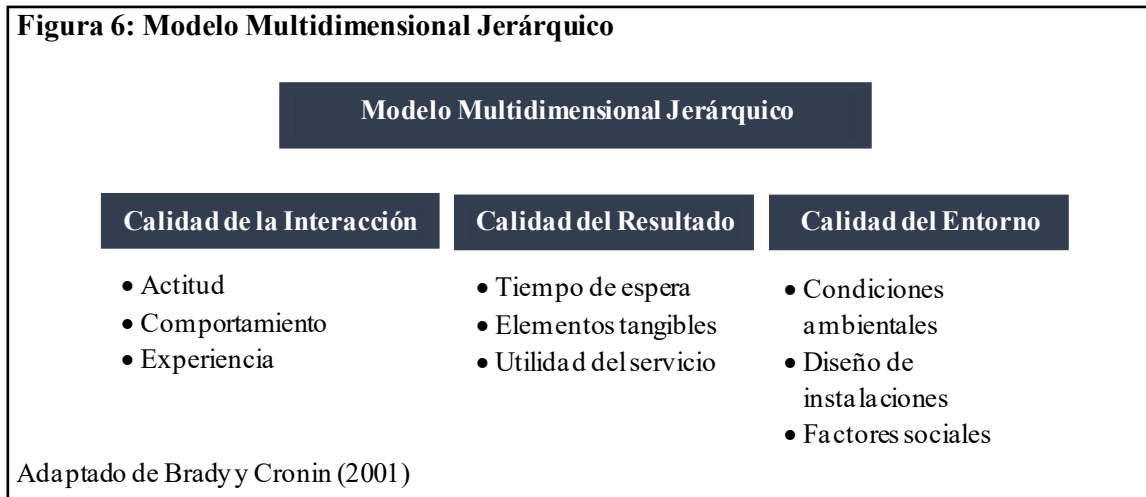 Figura 6: Modelo Multidimensional Jerárquico
Modelo Multidimensional Jerárquico
Calidad de la Interacción
• Actitud
• Comportamiento
• Experiencia
Calidad del Resultado
• Tiempo de espera
• Elementos tangibles
• Utilidad del servicio
Calidad del Entorno
• Condiciones
ambientales
• Diseño de
instalaciones
• Factores sociales
Adaptado de Brady y Cronin (2001)